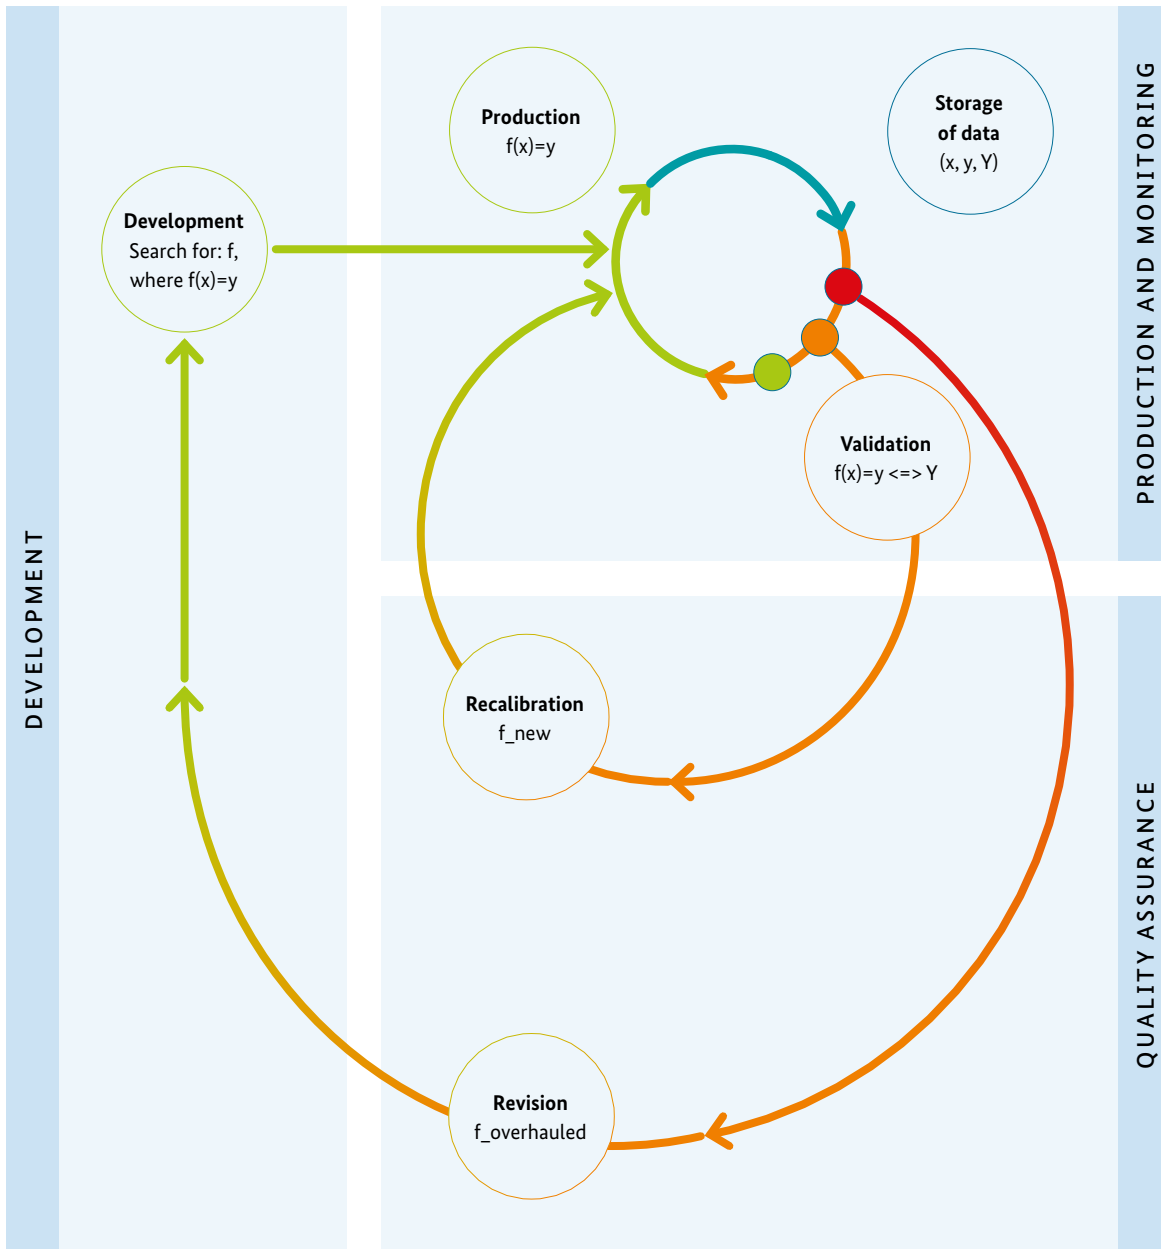 DEVELOPMENT
Development
Search for: f,
where f(x)=y
Production
f(x)=y
Storage
of data
(x, y, Y)
Validation
f(x)=y <=> Y
PRODUCTION AND MONITORING
Recalibration
f_new
Revision
f_overhauled
QUALITY ASSURANCE